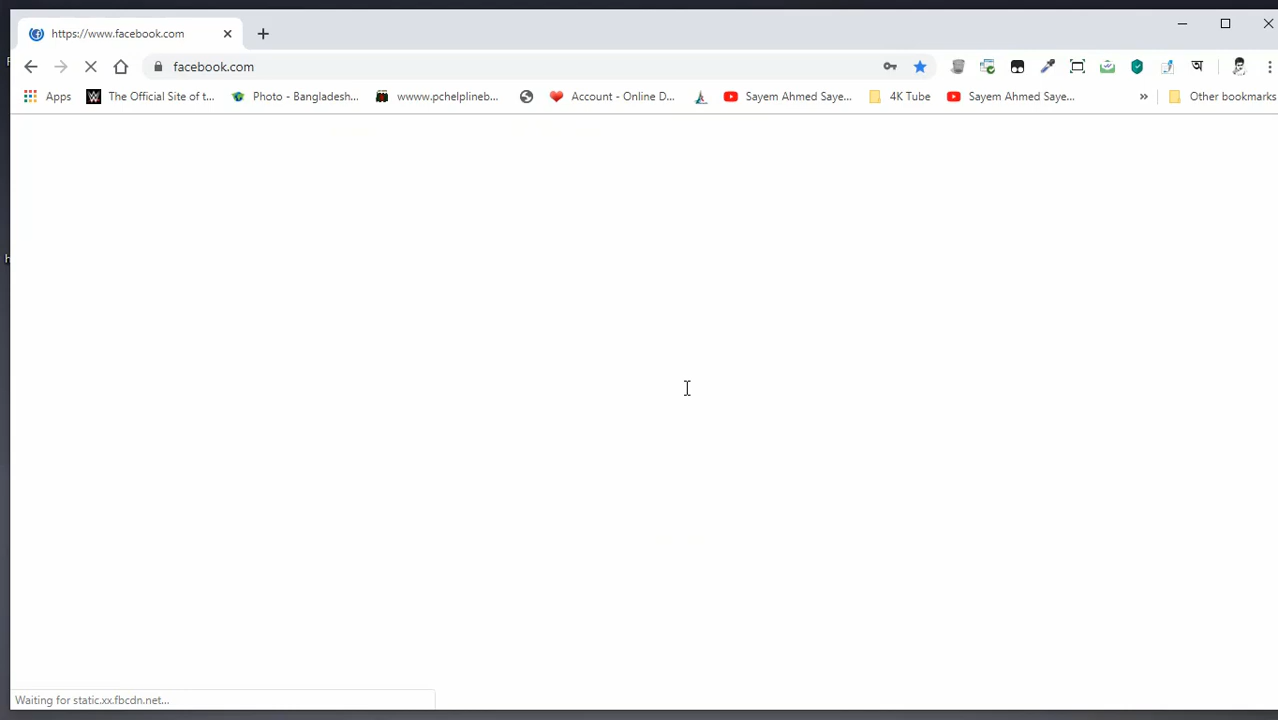 https://www.facebook.com
facebook.com
Apps The Official Site of t... Photo - Bangladesh... wwww.pchelplineb... Account - Online D... Sayem Ahmed Saye... 4K Tube Sayem Ahmed Saye... » Other bookmarks
অ
Waiting for static.xx.fbcdn.net...